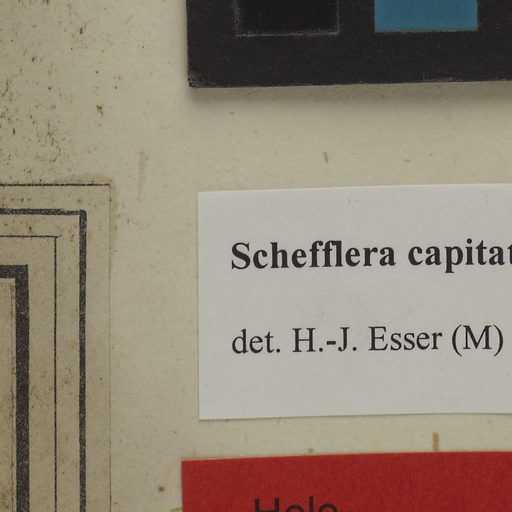 Schefflera capitat
det. H.-J. Esser (M)